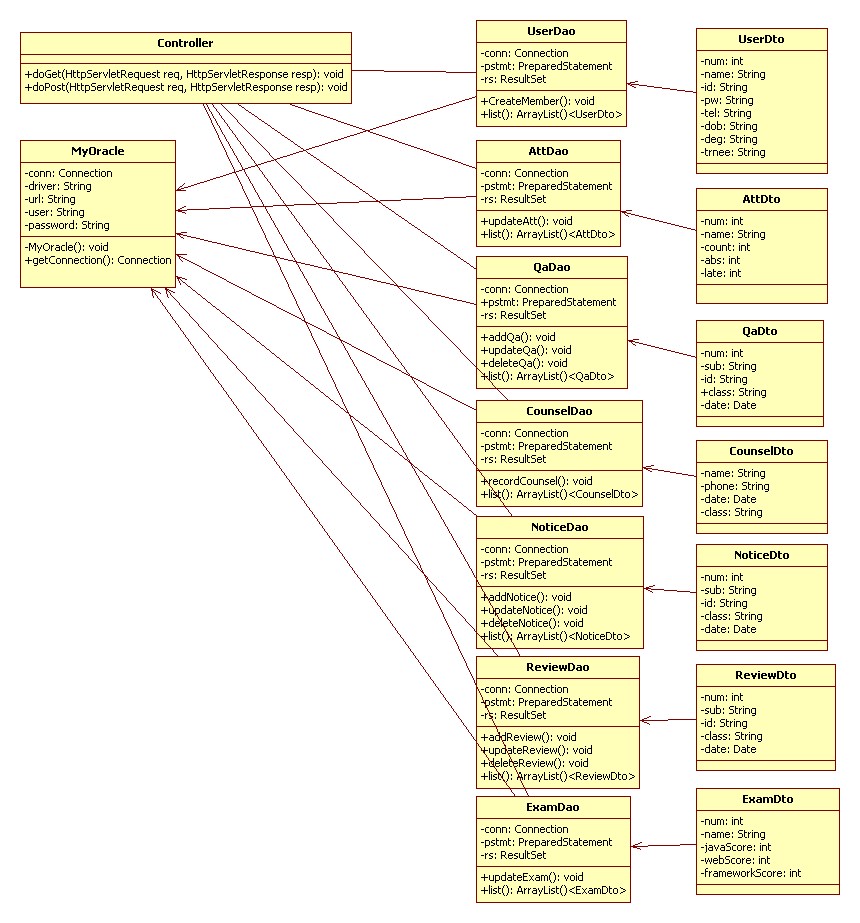 Controller
+doGet(HttpServletRequest req, HttpServletResponse resp): void
+doPost(HttpServletRequest req, HttpServletResponse resp): void
MyOracle
-conn: Connection
-driver: String
-url: String
-user: String
-password: String
-MyOracle(): void
+getConnection(): Connection
UserDao
-conn: Connection
-pstmt: PreparedStatement
-rs: ResultSet
+CreateMember(): void
+list(): ArrayList()<UserDto>
AttDao
-conn: Connection
-pstmt: PreparedStatement
-rs: ResultSet
+updateAtt(): void
+list(): ArrayList()<AttDto>
QaDao
-conn: Connection
+pstmt: PreparedStatement
-rs: ResultSet
+addQa(): void
+updateQa(): void
+deleteQa(): void
+list(): ArrayList()<QaDto>
CounselDao
-conn: Connection
-pstmt: PreparedStatement
-rs: ResultSet
+recordCounsel(): void
+list(): ArrayList()<CounselDto>
NoticeDao
-conn: Connection
-pstmt: PreparedStatement
-rs: ResultSet
+addNotice(): void
+updateNotice(): void
+deleteNotice(): void
+list(): ArrayList()<NoticeDto>
ReviewDao
-conn: Connection
-pstmt: PreparedStatement
-rs: ResultSet
+addReview(): void
+updateReview(): void
+deleteReview(): void
+list(): ArrayList()<ReviewDto>
ExamDao
-conn: Connection
-pstmt: PreparedStatement
-rs: ResultSet
+updateExam(): void
+list(): ArrayList()<ExamDto>
UserDto
-num: int
-name: String
-id: String
-pw: String
-tel: String
-dob: String
-deg: String
-trnee: String
AttDto
-num: int
-name: String
-count: int
-abs: int
-late: int
QaDto
-num: int
-sub: String
-id: String
+class: String
-date: Date
CounselDto
-name: String
-phone: String
-date: Date
-class: String
NoticeDto
-num: int
-sub: String
-id: String
-class: String
-date: Date
ReviewDto
-num: int
-sub: String
-id: String
-class: String
-date: Date
ExamDto
-num: int
-name: String
-javaScore: int
-webScore: int
-frameworkScore: int